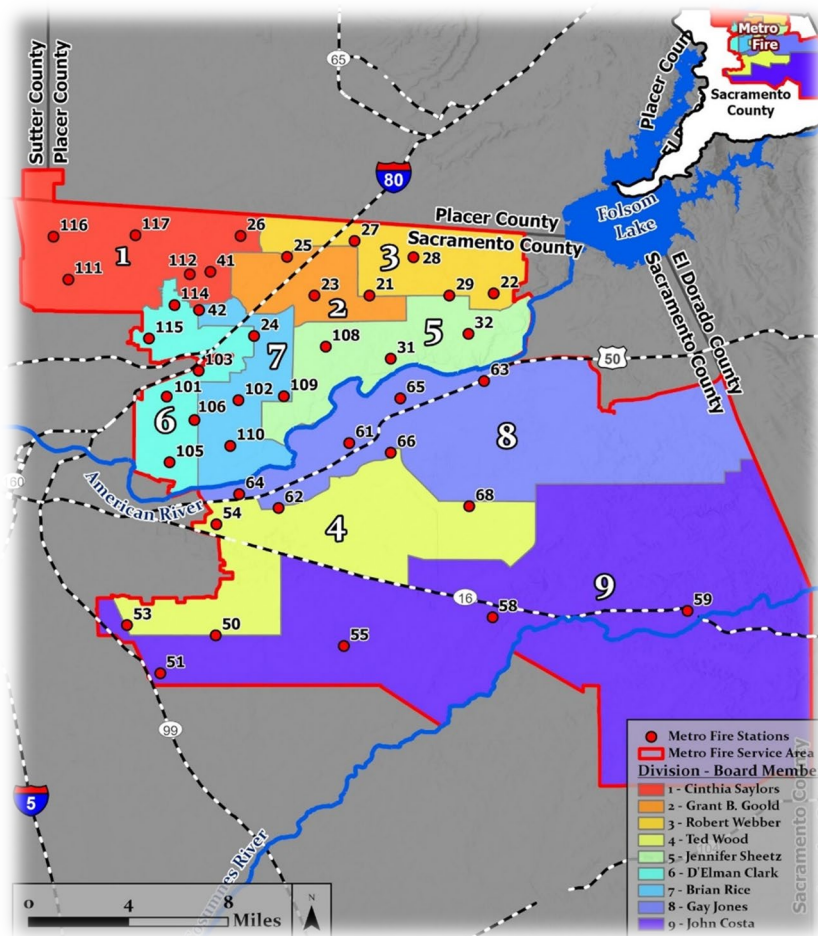 Sutter County
Placer County
65
80
Placer County
Metro
Fire
Sacramento
County
Folsom
Lake
Placer County
Sacramento County
El Dorado County
Sacramento County
116
117
26
27
1
25
3
28
112
41
111
23
21
29
22
114
42
2
115
24
5
32
108
7
31
50
103
63
101
102
109
65
6
106
61
8
110
66
105
60
American River
64
62
68
54
4
16
9
58
59
53
50
55
51
99
5
Metro Fire Stations
Metro Fire Service Area
Division - Board Membe
1 - Cinthia Saylors
2 - Grant B. Goold
3 - Robert Webber
4 - Ted Wood
5 - Jennifer Sheetz
6 - D'Elman Clark
7 - Brian Rice
8 - Gay Jones
9 - John Costa
Sacramento County
River
0 4 8
Miles
N